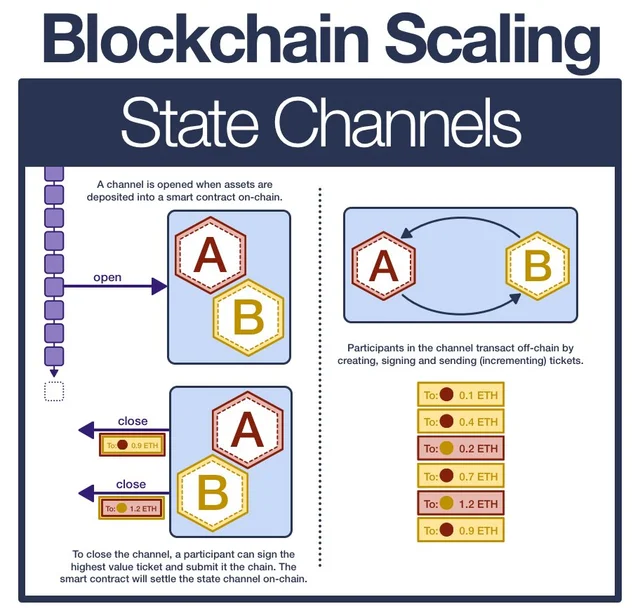 Blockchain Scaling
State Channels
A channel is opened when assets are
deposited into a smart contract on-chain.
open
A
B
close
To: 0.9 ETH
close
To: 1.2 ETH
A
B
To close the channel, a participant can sign the
highest value ticket and submit it the chain. The
smart contract will settle the state channel on-chain.
A
B
Participants in the channel transact off-chain by
creating, signing and sending (incrementing) tickets.
To: 0.1 ETH
To: 0.4 ETH
To: 0.2 ETH
To: 0.7 ETH
To: 1.2 ETH
To: 0.9 ETH